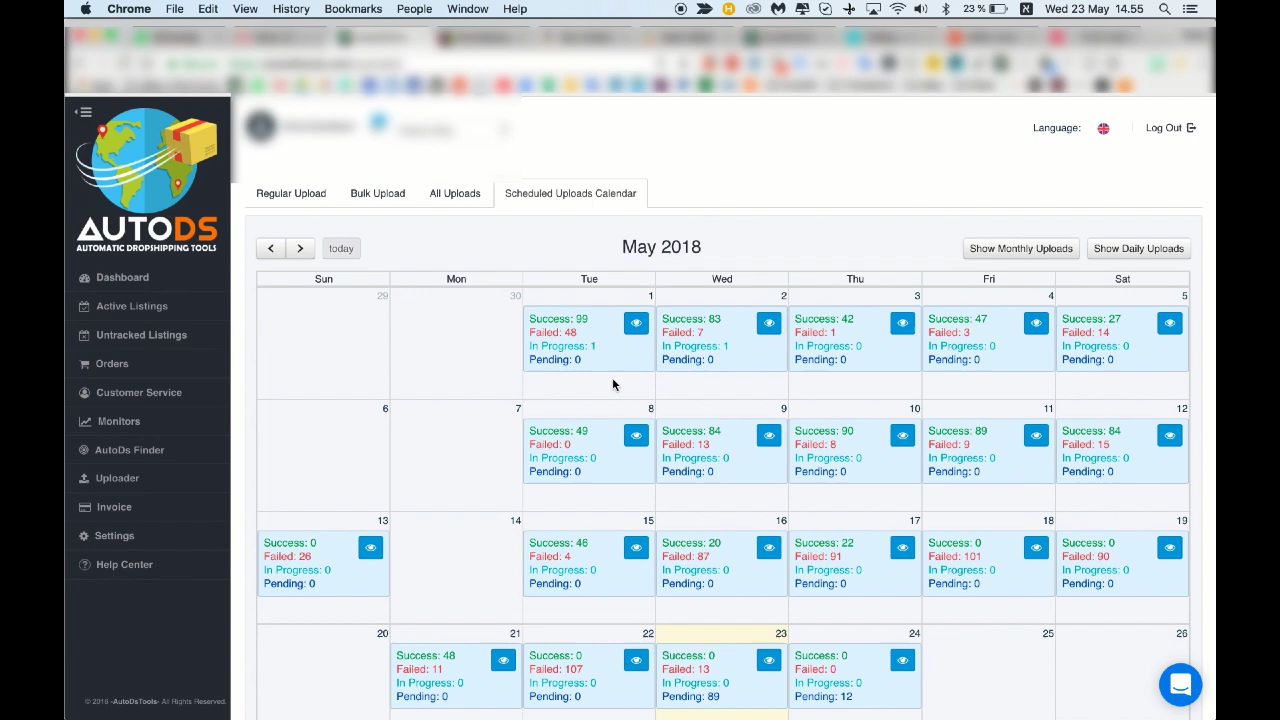 Chrome File Edit View History Bookmarks People Window Help 23 % Wed 23 May 14.55
Language: Log Out
Regular Upload Bulk Upload All Uploads Scheduled Uploads Calendar
AUTODS
AUTOMATIC DROPSHIPPING TOOLS
Dashboard
Active Listings
Untracked Listings
Orders
Customer Service
Monitors
AutoDs Finder
Uploader
Invoice
Settings
Help Center
© 2018 -AutoDsTools- All Rights Reserved.
today May 2018 Show Monthly Uploads Show Daily Uploads
Sun Mon Tue Wed Thu Fri Sat
29 30 1 2 3 4 5
Success: 99 Success: 83 Success: 42 Success: 47 Success: 27
Failed: 48 Failed: 7 Failed: 1 Failed: 3 Failed: 14
In Progress: 1 In Progress: 1 In Progress: 0 In Progress: 0 In Progress: 0
Pending: 0 Pending: 0 Pending: 0 Pending: 0 Pending: 0
6 7 8 9 10 11 12
Success: 49 Success: 84 Success: 90 Success: 89 Success: 84
Failed: 0 Failed: 13 Failed: 8 Failed: 9 Failed: 15
In Progress: 0 In Progress: 0 In Progress: 0 In Progress: 0 In Progress: 0
Pending: 0 Pending: 0 Pending: 0 Pending: 0 Pending: 0
13 14 15 16 17 18 19
Success: 0 Success: 46 Success: 20 Success: 22 Success: 0 Success: 0
Failed: 26 Failed: 4 Failed: 87 Failed: 91 Failed: 101 Failed: 90
In Progress: 0 In Progress: 0 In Progress: 0 In Progress: 0 In Progress: 0 In Progress: 0
Pending: 0 Pending: 0 Pending: 0 Pending: 0 Pending: 0 Pending: 0
20 21 22 23 24 25 26
Success: 48 Success: 0 Success: 0 Success: 0
Failed: 11 Failed: 107 Failed: 13 Failed: 0
In Progress: 0 In Progress: 0 In Progress: 0 In Progress: 0
Pending: 0 Pending: 0 Pending: 89 Pending: 12